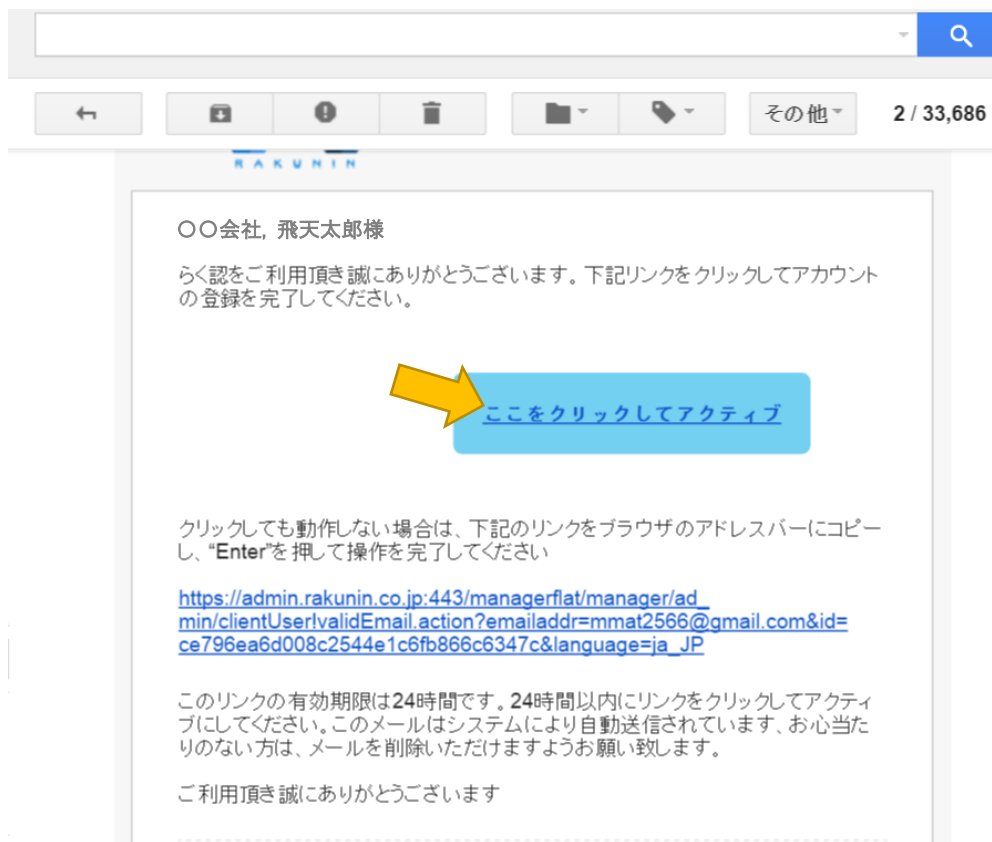 その他
2 / 33,686
RAKUNIN
〇〇会社, 飛天太郎様
らく認をご利用頂き誠にありがとうございます。下記リンクをクリックしてアカウント
の登録を完了してください。
ここをクリックしてアクティブ
クリックしても動作しない場合は、下記のリンクをブラウザのアドレスバーにコピー
し、“Enter”を押して操作を完了してください
https://admin.rakunin.co.jp:443/managerflat/manager/ad_
min/clientUser!validEmail.action?emailaddr=mmat2566@gmail.com&id=
ce796ea6d008c2544e1c6fb866c6347c&language=ja_JP
このリンクの有効期限は24時間です。24時間以内にリンクをクリックしてアクティ
ブにしてください。このメールはシステムにより自動送信されています、お心当た
りのない方は、メールを削除いただけますようお願い致します。
ご利用頂き誠にありがとうございます